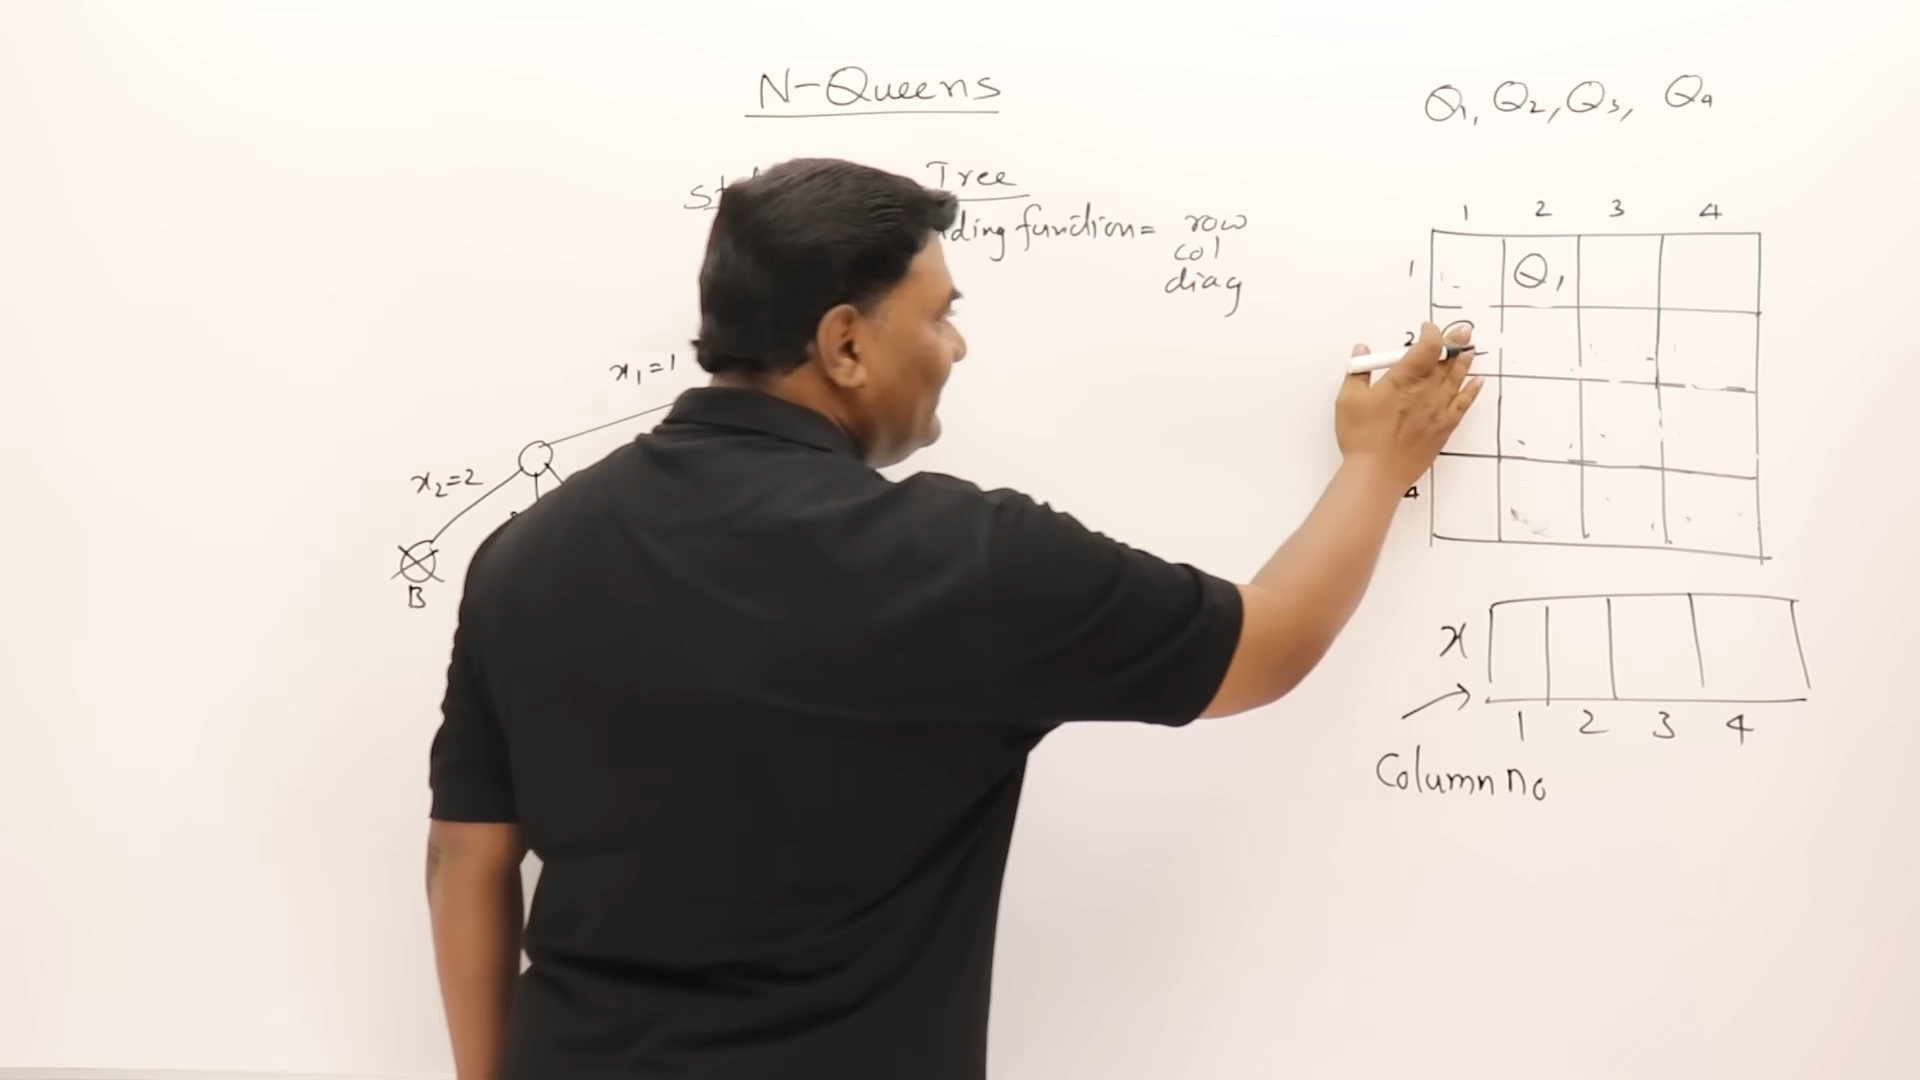 N-Queens
Q1, Q2, Q3, Q4
Tree
function= row
col
diag
1 2 3 4
1
Q1
2
4
x1=1
x2=2
B
x
1 2 3 4
Column no